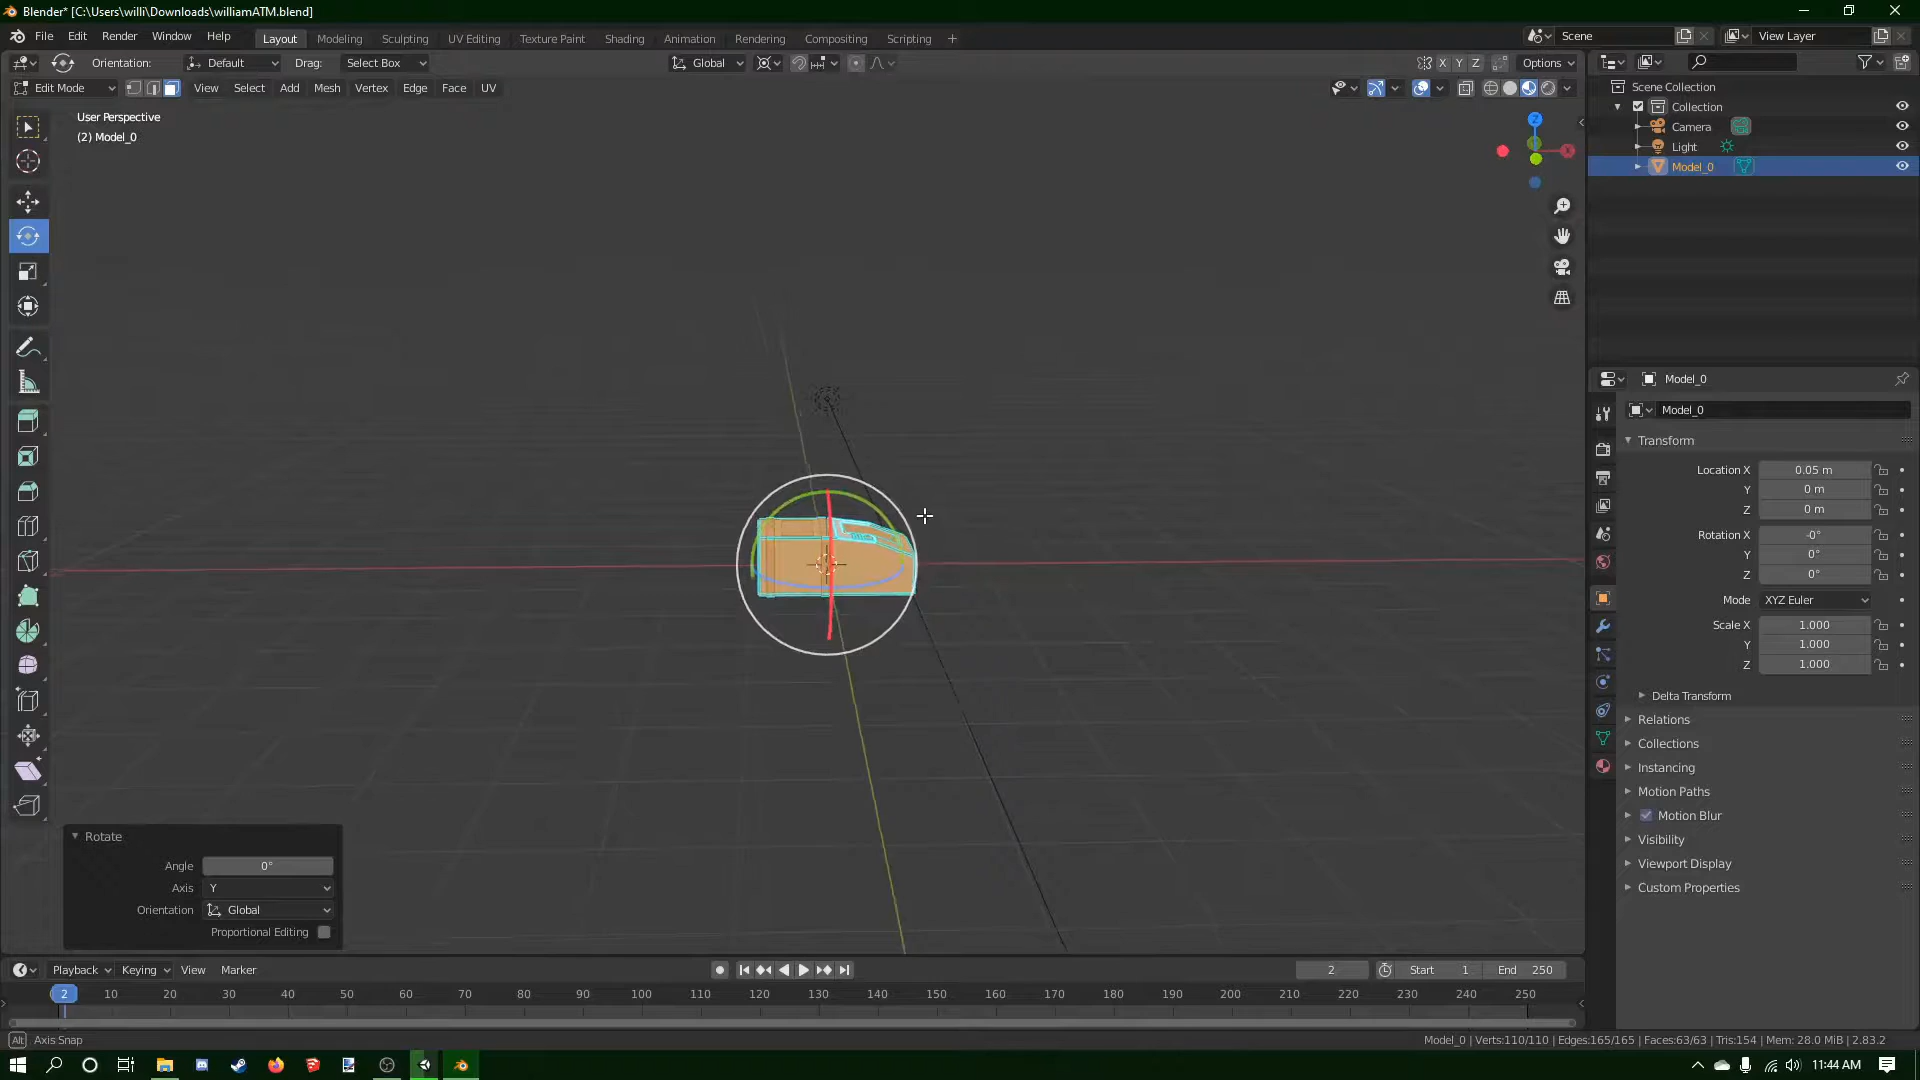 Blender* [C:\Users\willi\Downloads\williamATM.blend]
File Edit Render Window Help Layout Modeling Sculpting UV Editing Texture Paint Shading Animation Rendering Compositing Scripting + Scene View Layer
Orientation: Default Drag: Select Box Global X Y Z Options
Edit Mode View Select Add Mesh Vertex Edge Face UV
Scene Collection
Collection
Camera
Light
Model_0
User Perspective
(2) Model_0
Z
X
Model_0
Model_0
Transform
Location X 0.05 m
Y 0 m
Z 0 m
Rotation X -0°
Y 0°
Z 0°
Mode XYZ Euler
Scale X 1.000
Y 1.000
Z 1.000
Delta Transform
Relations
Collections
Instancing
Motion Paths
Motion Blur
Visibility
Viewport Display
Custom Properties
Rotate
Angle 0°
Axis Y
Orientation Global
Proportional Editing
Playback Keying View Marker 2 Start 1 End 250
2 10 20 30 40 50 60 70 80 90 100 110 120 130 140 150 160 170 180 190 200 210 220 230 240 250
Alt Axis Snap
Model_0 | Verts:110/110 | Edges:165/165 | Faces:63/63 | Tris:154 | Mem: 28.0 MiB | 2.83.2
11:44 AM